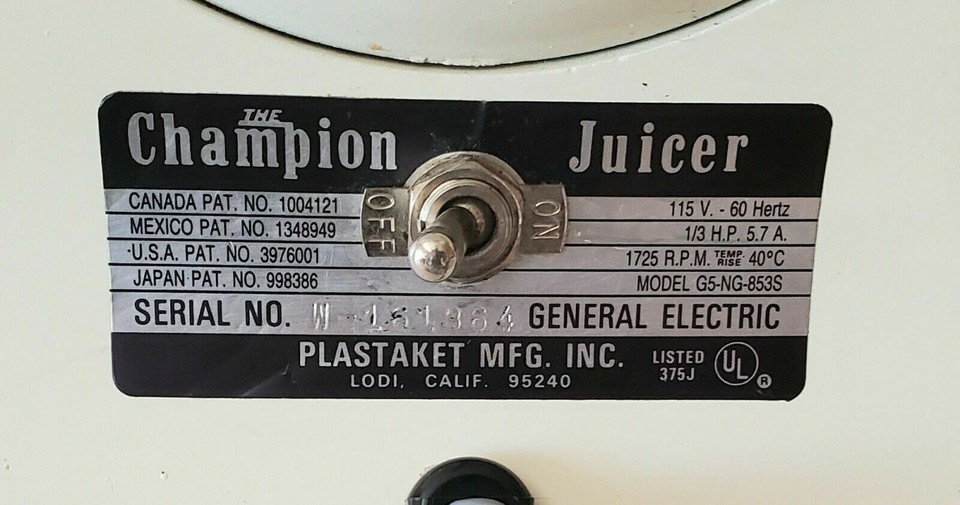 THE
Champion Juicer
OFF ON
CANADA PAT. NO. 1004121
MEXICO PAT. NO. 1348949
U.S.A. PAT. NO. 3976001
JAPAN PAT. NO. 998386
115 V. - 60 Hertz
1/3 H.P. 5.7 A.
1725 R.P.M. TEMP. RISE 40°C
MODEL G5-NG-853S
SERIAL NO. W-161364 GENERAL ELECTRIC
PLASTAKET MFG. INC.
LODI, CALIF. 95240
LISTED
375J
UL ®